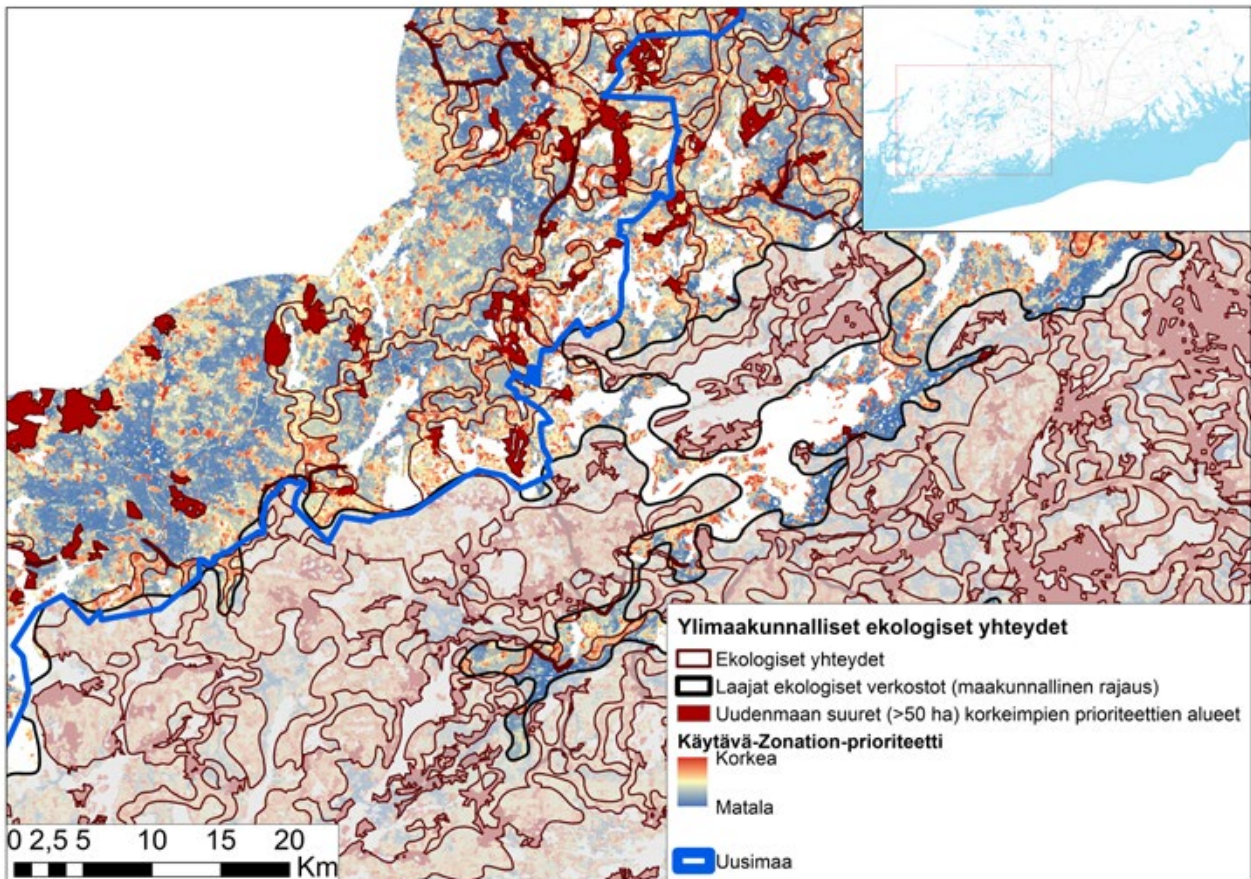 Ylimaakunnalliset ekologiset yhteydet
Ekologiset yhteydet
Laajat ekologiset verkostot (maakunnallinen rajaus)
Uudenmaan suuret (>50 ha) korkeimpien prioriteettien alueet
Käytävä-Zonation-prioriteetti
Korkea
Matala
Uusimaa
0 2,5 5 10 15 20
Km